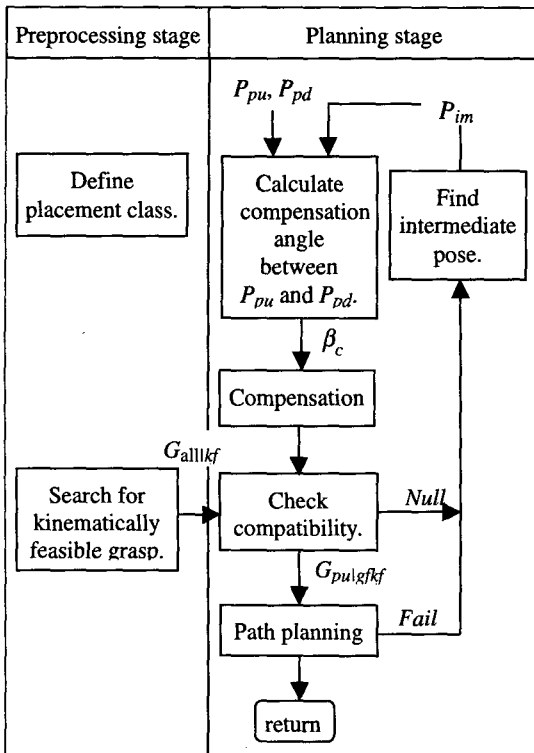 Preprocessing stage
Planning stage
P_pu, P_pd
P_im
Define
placement class.
Calculate
compensation
angle
between
P_pu and P_pd.
Find
intermediate
pose.
β_c
Compensation
G_all|kf
Search for
kinematically
feasible grasp.
Check
compatibility.
Null
G_pu|gfkf
Path planning
Fail
return